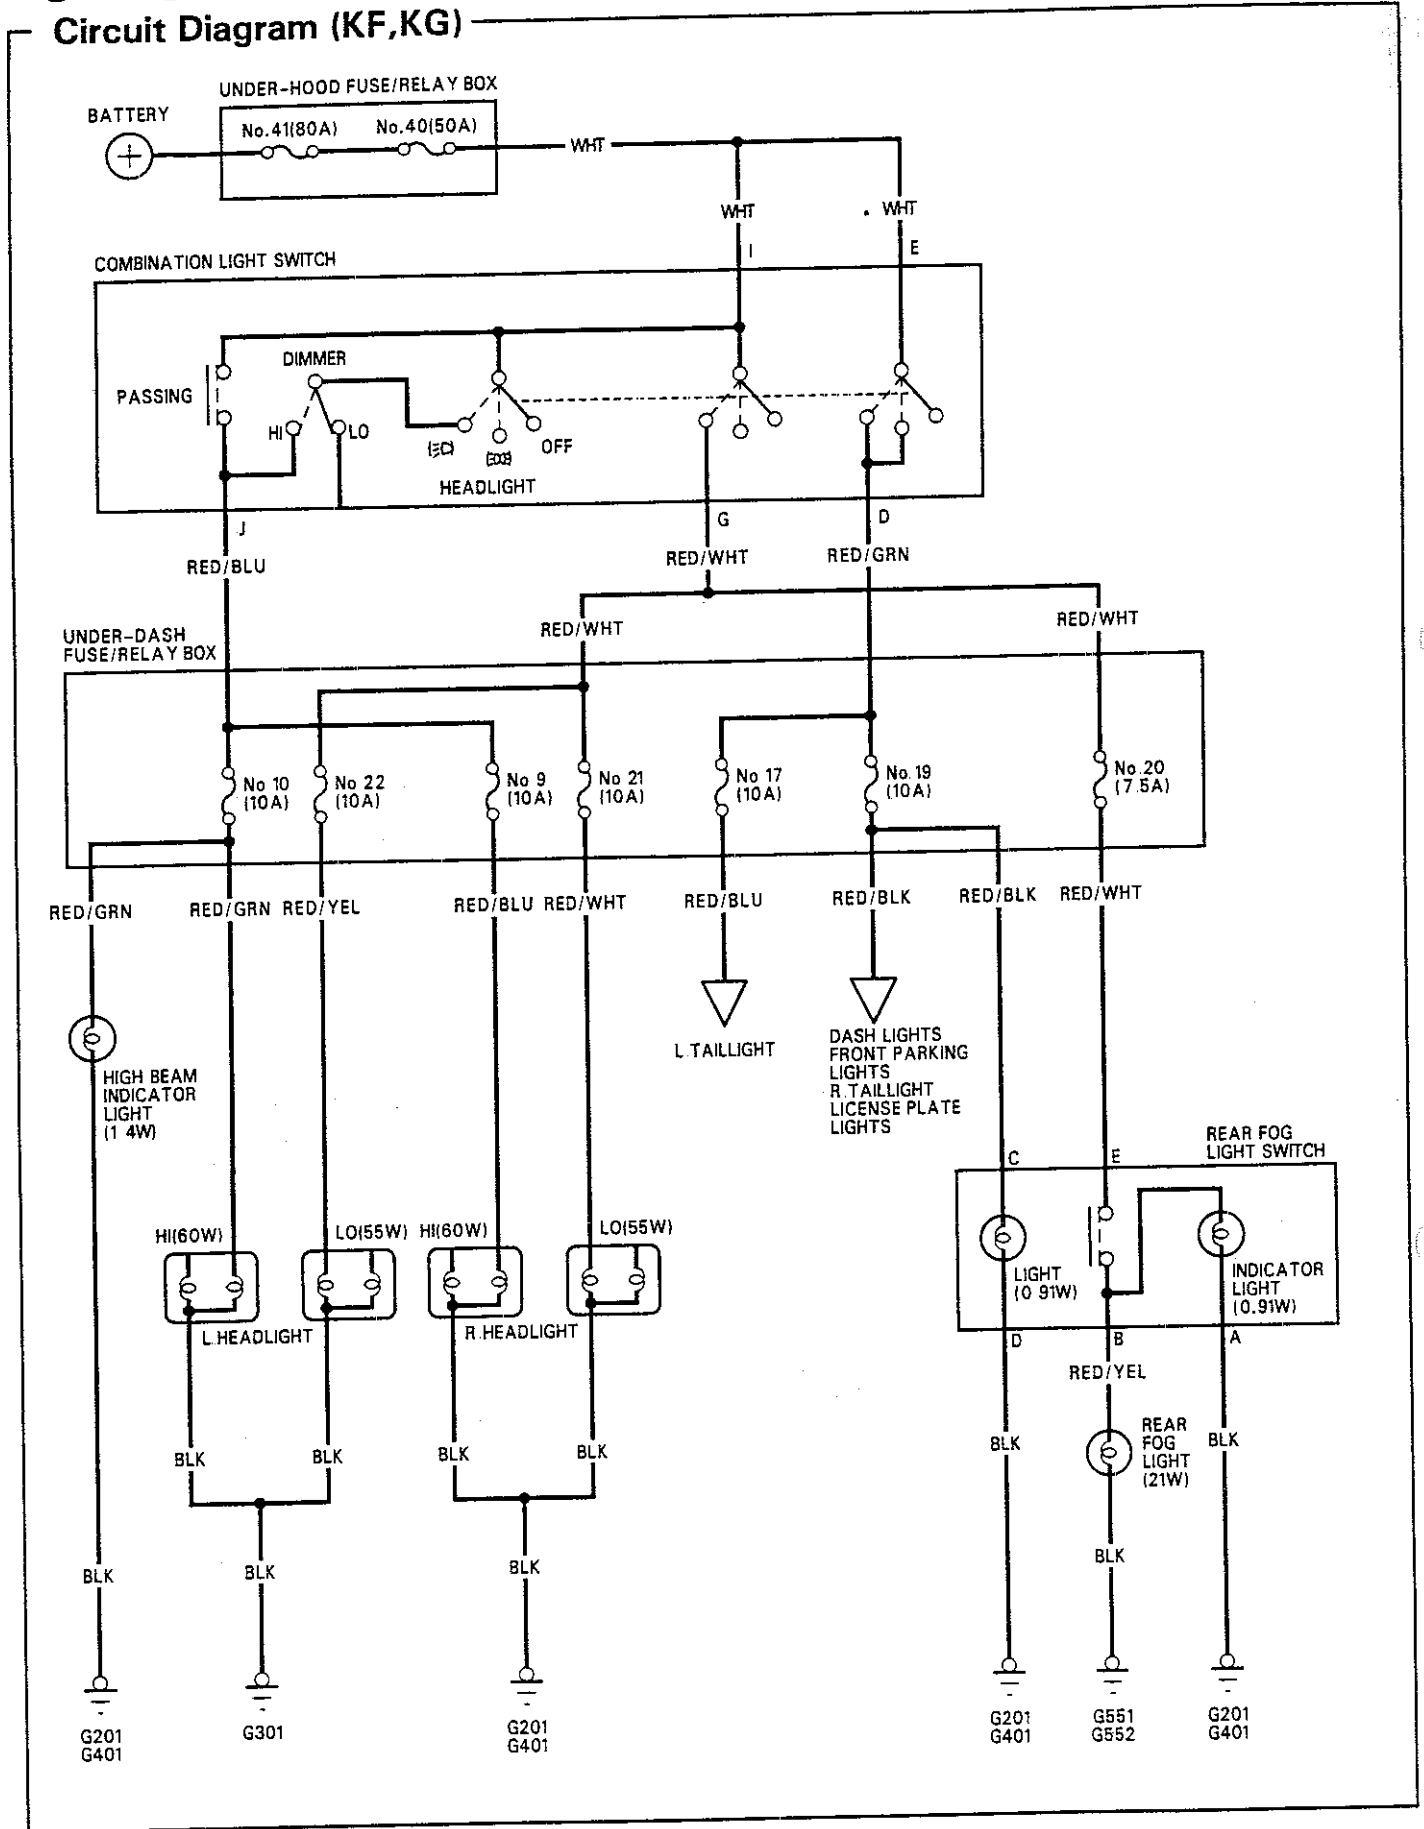 Circuit Diagram (KF,KG)
UNDER-HOOD FUSE/RELAY BOX
BATTERY
No.41(80A) No.40(50A)
WHT
WHT WHT
I E
COMBINATION LIGHT SWITCH
DIMMER
PASSING
HI LO
OFF
HEADLIGHT
J G D
RED/BLU RED/WHT RED/GRN
RED/WHT RED/WHT
UNDER-DASH
FUSE/RELAY BOX
No 10
(10A)
No 22
(10A)
No 9
(10A)
No 21
(10A)
No 17
(10A)
No.19
(10A)
No.20
(7.5A)
RED/GRN RED/GRN RED/YEL RED/BLU RED/WHT RED/BLU RED/BLK RED/BLK RED/WHT
L.TAILLIGHT
DASH LIGHTS
FRONT PARKING
LIGHTS
R.TAILLIGHT
LICENSE PLATE
LIGHTS
HIGH BEAM
INDICATOR
LIGHT
(1 4W)
REAR FOG
LIGHT SWITCH
C E
HI(60W) LO(55W) HI(60W) LO(55W)
LIGHT
(0 91W)
INDICATOR
LIGHT
(0.91W)
L.HEADLIGHT R.HEADLIGHT
D B A
RED/YEL
REAR
FOG
LIGHT
(21W)
BLK BLK BLK BLK BLK BLK
BLK BLK BLK BLK
G201
G401
G301
G201
G401
G201
G401
G551
G552
G201
G401